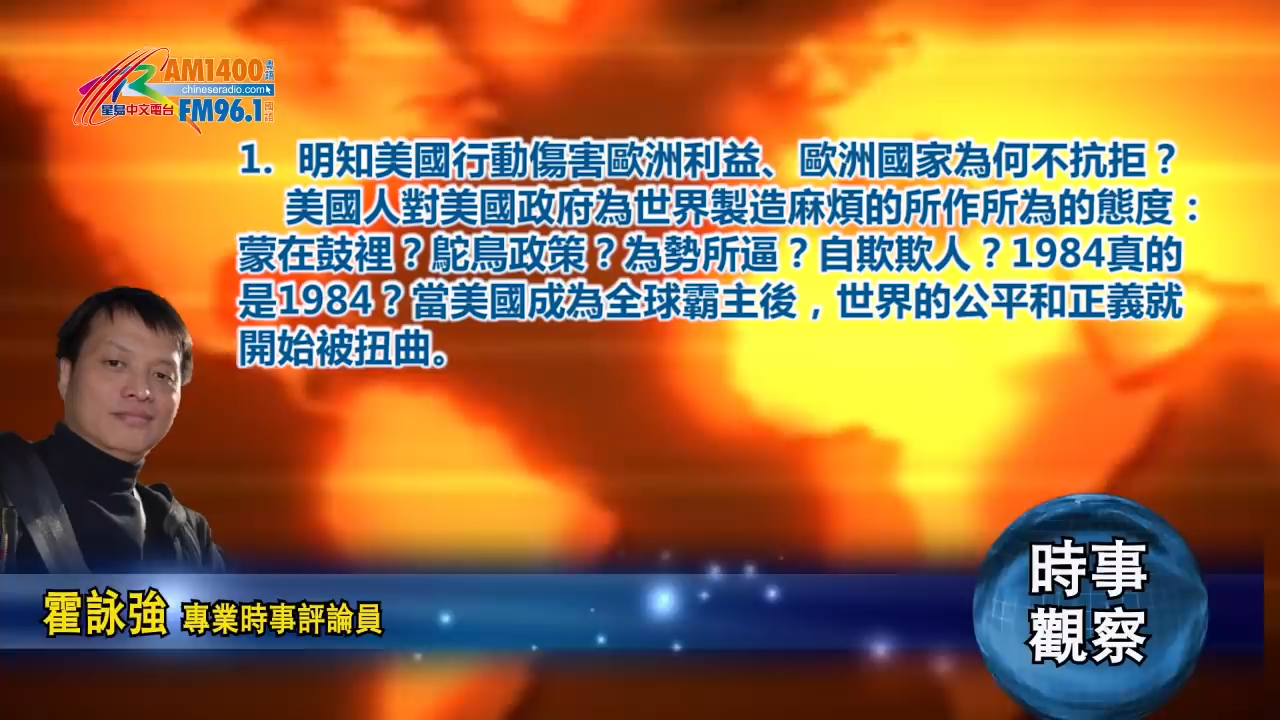 AM1400 粵語
chineseradio.com
星島中文電台 FM96.1 國語
1. 明知美國行動傷害歐洲利益、歐洲國家為何不抗拒？
美國人對美國政府為世界製造麻煩的所作所為的態度：
蒙在鼓裡？鴕鳥政策？為勢所逼？自欺欺人？1984真的
是1984？當美國成為全球霸主後，世界的公平和正義就
開始被扭曲。
霍詠強 專業時事評論員
時事
觀察